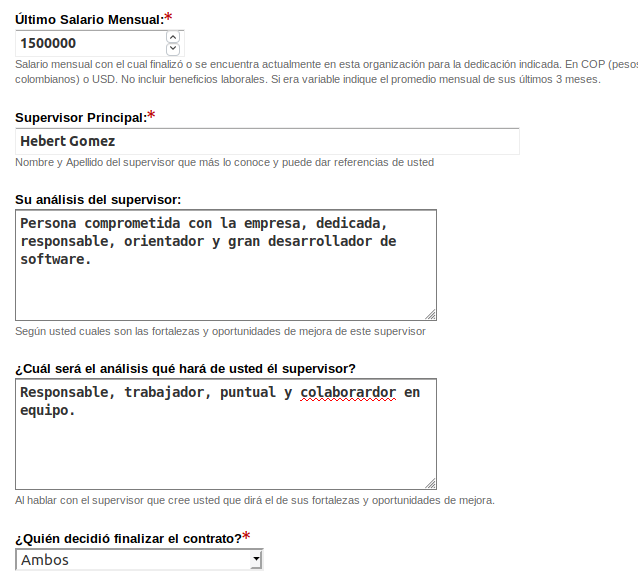 Último Salario Mensual:*
1500000
Salario mensual con el cual finalizó o se encuentra actualmente en esta organización para la dedicación indicada. En COP (pesos
colombianos) o USD. No incluir beneficios laborales. Si era variable indique el promedio mensual de sus últimos 3 meses.
Supervisor Principal:*
Hebert Gomez
Nombre y Apellido del supervisor que más lo conoce y puede dar referencias de usted
Su análisis del supervisor:
Persona comprometida con la empresa, dedicada,
responsable, orientador y gran desarrollador de
software.
Según usted cuales son las fortalezas y oportunidades de mejora de este supervisor
¿Cuál será el análisis qué hará de usted él supervisor?
Responsable, trabajador, puntual y colaborardor en
equipo.
Al hablar con el supervisor que cree usted que dirá el de sus fortalezas y oportunidades de mejora.
¿Quién decidió finalizar el contrato?*
Ambos